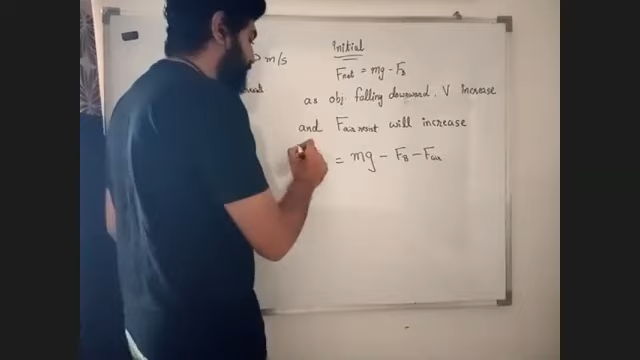 m/s
Initial
Fnet = mg - FB
as obj falling downward, V increase
and Fair resist will increase
= mg - FB - Fair